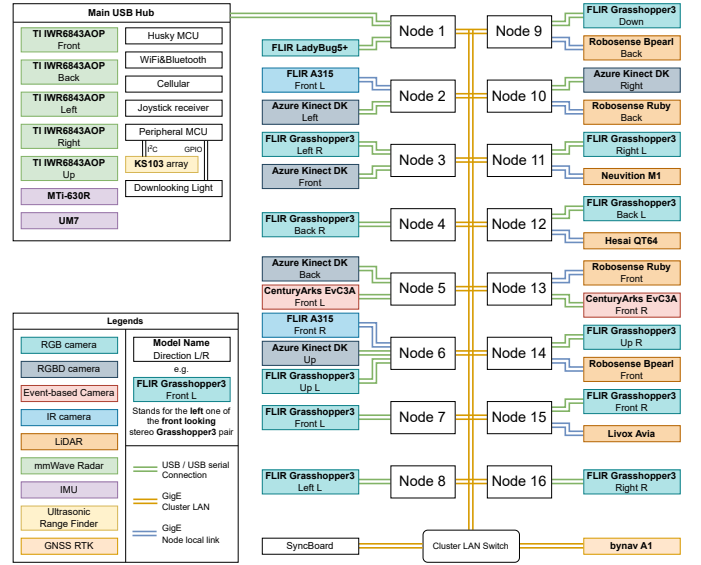 Main USB Hub
TI IWR6843AOP
Front
TI IWR6843AOP
Back
TI IWR6843AOP
Left
TI IWR6843AOP
Right
TI IWR6843AOP
Up
MTi-630R
UM7
Husky MCU
WiFi&Bluetooth
Cellular
Joystick receiver
Peripheral MCU
I²C GPIO
KS103 array
Downlooking Light
Legends
RGB camera
RGBD camera
Event-based Camera
IR camera
LiDAR
mmWave Radar
IMU
Ultrasonic
Range Finder
GNSS RTK
Model Name
Direction L/R
e.g.
FLIR Grasshopper3
Front L
Stands for the left one of
the front looking
stereo Grasshopper3 pair
USB / USB serial
Connection
GigE
Cluster LAN
GigE
Node local link
FLIR LadyBug5+
FLIR A315
Front L
Azure Kinect DK
Left
FLIR Grasshopper3
Left R
Azure Kinect DK
Front
FLIR Grasshopper3
Back R
Azure Kinect DK
Back
CenturyArks EvC3A
Front L
FLIR A315
Front R
Azure Kinect DK
Up
FLIR Grasshopper3
Up L
FLIR Grasshopper3
Front L
FLIR Grasshopper3
Left L
SyncBoard
Node 1
Node 2
Node 3
Node 4
Node 5
Node 6
Node 7
Node 8
Node 9
Node 10
Node 11
Node 12
Node 13
Node 14
Node 15
Node 16
Cluster LAN Switch
FLIR Grasshopper3
Down
Robosense Bpearl
Back
Azure Kinect DK
Right
Robosense Ruby
Back
FLIR Grasshopper3
Right L
Neuvition M1
FLIR Grasshopper3
Back L
Hesai QT64
Robosense Ruby
Front
CenturyArks EvC3A
Front R
FLIR Grasshopper3
Up R
Robosense Bpearl
Front
FLIR Grasshopper3
Front R
Livox Avia
FLIR Grasshopper3
Right R
bynav A1